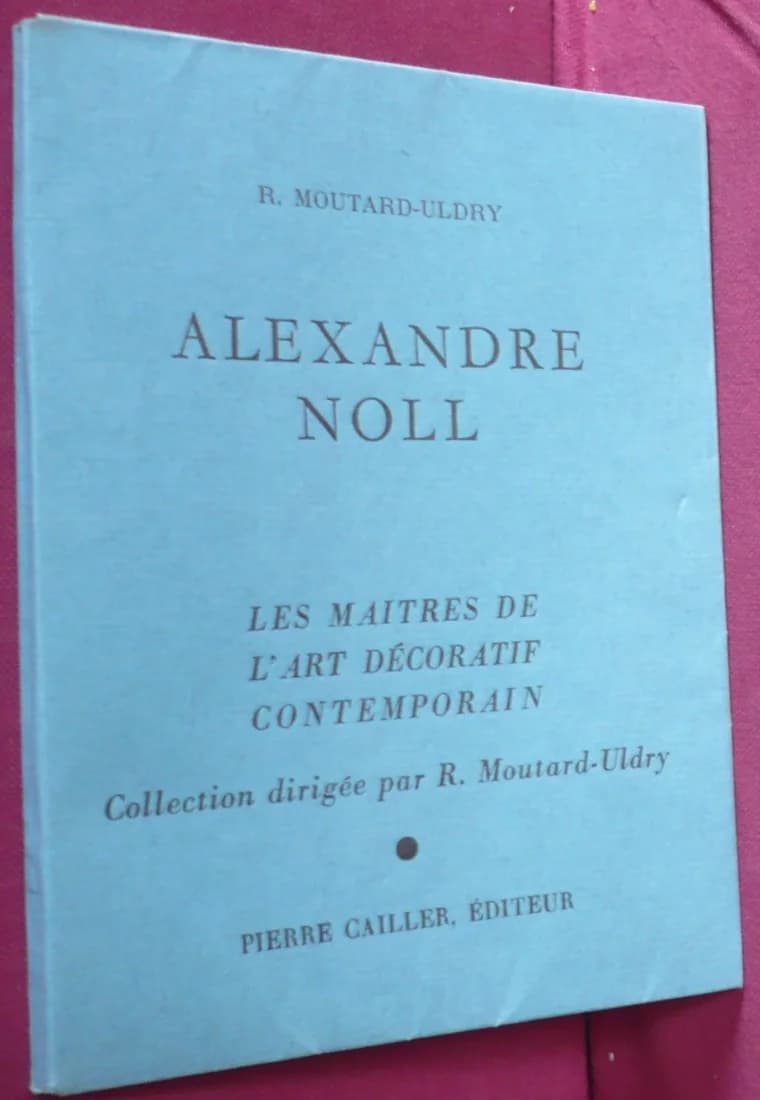 R. MOUTARD-ULDRY
ALEXANDRE
NOLL
LES MAITRES DE
L'ART DÉCORATIF
CONTEMPORAIN
Collection dirigée par R. Moutard-Uldry
PIERRE CAILLER, ÉDITEUR